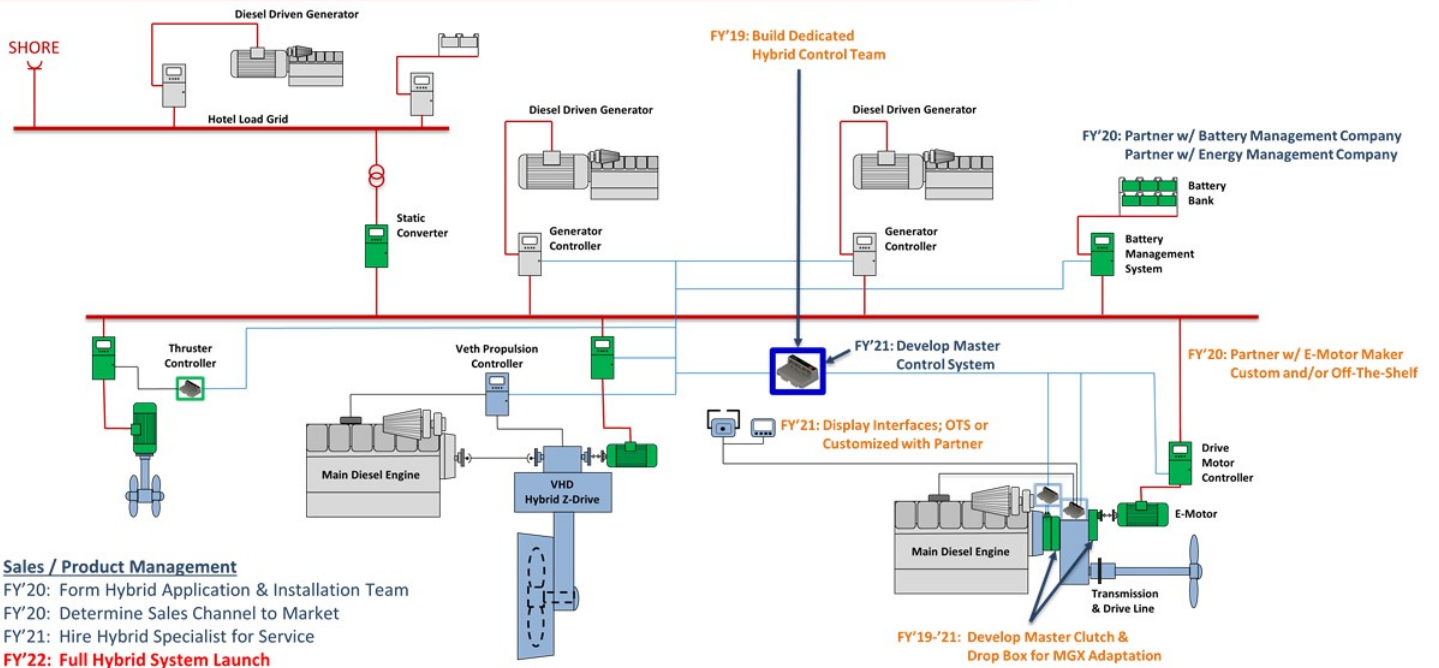 Diesel Driven Generator
SHORE
Hotel Load Grid
FY'19: Build Dedicated
Hybrid Control Team
Diesel Driven Generator
Diesel Driven Generator
FY'20: Partner w/ Battery Management Company
Partner w/ Energy Management Company
Battery
Bank
Static
Converter
Generator
Controller
Generator
Controller
Battery
Management
System
Thruster
Controller
Veth Propulsion
Controller
FY'21: Develop Master
Control System
FY'20: Partner w/ E-Motor Maker
Custom and/or Off-The-Shelf
FY'21: Display Interfaces; OTS or
Customized with Partner
Main Diesel Engine
VHD
Hybrid Z-Drive
Drive
Motor
Controller
E-Motor
Main Diesel Engine
Transmission
& Drive Line
FY'19-'21: Develop Master Clutch &
Drop Box for MGX Adaptation
Sales / Product Management
FY'20: Form Hybrid Application & Installation Team
FY'20: Determine Sales Channel to Market
FY'21: Hire Hybrid Specialist for Service
FY'22: Full Hybrid System Launch